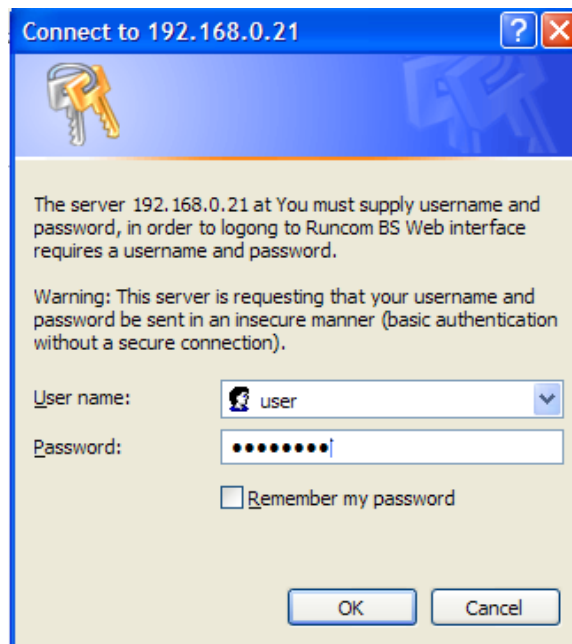 Connect to 192.168.0.21
The server 192.168.0.21 at You must supply username and
password, in order to logong to Runcom BS Web interface
requires a username and password.
Warning: This server is requesting that your username and
password be sent in an insecure manner (basic authentication
without a secure connection).
User name:
user
Password:
••••••••
Remember my password
OK
Cancel